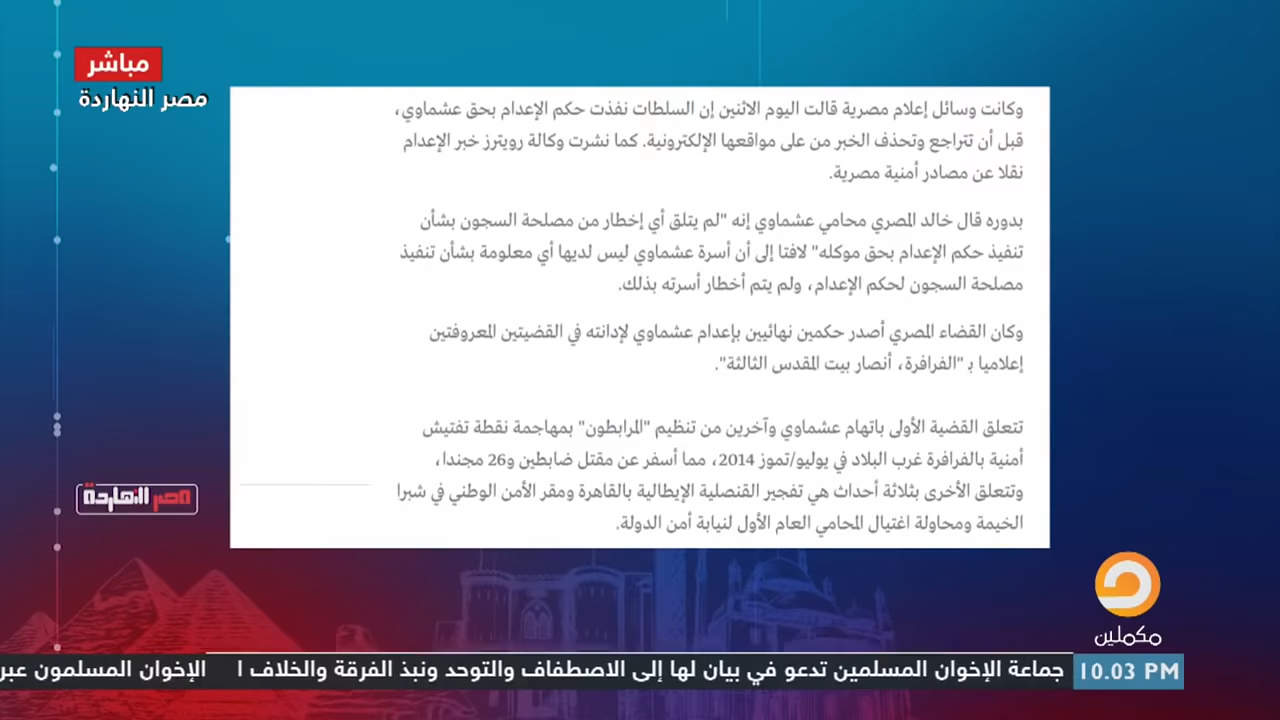 مباشر
مصر النهاردة
وكانت وسائل إعلام مصرية قالت اليوم الاثنين إن السلطات نفذت حكم الإعدام بحق عشماوي،
قبل أن تتراجع وتحذف الخبر من على مواقعها الإلكترونية. كما نشرت وكالة رويترز خبر الإعدام
نقلا عن مصادر أمنية مصرية.
بدوره قال خالد المصري محامي عشماوي إنه "لم يتلق أي إخطار من مصلحة السجون بشأن
تنفيذ حكم الإعدام بحق موكله" لافتا إلى أن أسرة عشماوي ليس لديها أي معلومة بشأن تنفيذ
مصلحة السجون لحكم الإعدام، ولم يتم أخطار أسرته بذلك.
وكان القضاء المصري أصدر حكمين نهائيين بإعدام عشماوي لإدانته في القضيتين المعروفتين
إعلاميا بـ "الفرافرة، أنصار بيت المقدس الثالثة".
تتعلق القضية الأولى باتهام عشماوي وآخرين من تنظيم "المرابطون" بمهاجمة نقطة تفتيش
أمنية بالفرافرة غرب البلاد في يوليو/تموز 2014، مما أسفر عن مقتل ضابطين و26 مجندا،
وتتعلق الأخرى بثلاثة أحداث هي تفجير القنصلية الإيطالية بالقاهرة ومقر الأمن الوطني في شبرا
الخيمة ومحاولة اغتيال المحامي العام الأول لنيابة أمن الدولة.
مصر النهاردة
مكملين
10.03 PM
جماعة الإخوان المسلمين تدعو في بيان لها إلى الاصطفاف والتوحد ونبذ الفرقة والخلاف ا
الإخوان المسلمون عبر